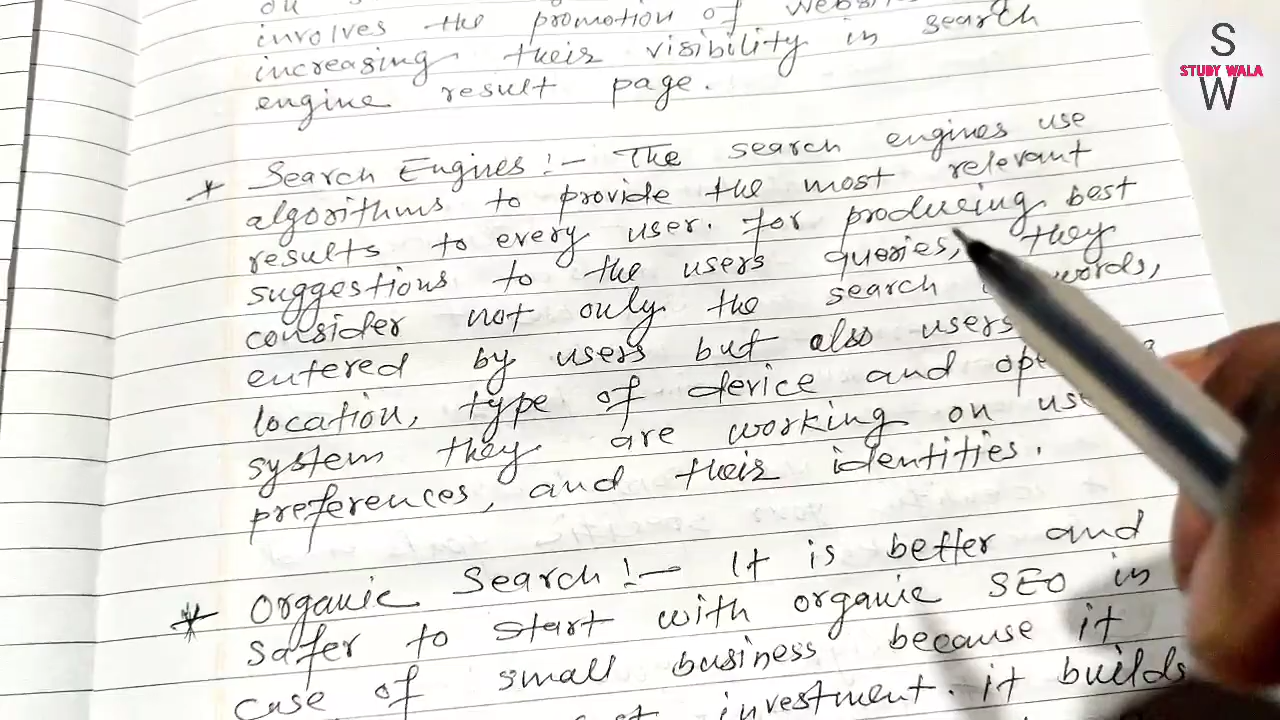 involves the promotion of
increasing their visibility in search
engine result page.
* Search Engines :- The search engines use
algorithms to provide the most relevant
results to every user. For producing best
suggestions to the users queries, they
consider not only the search words,
entered by users but also users
location, type of device and
system they are working on
preferences, and their identities.
* Organic Search :- It is better and
safer to start with organic SEO in
case of small business because it
investment. it builds
S
STUDY WALA
W